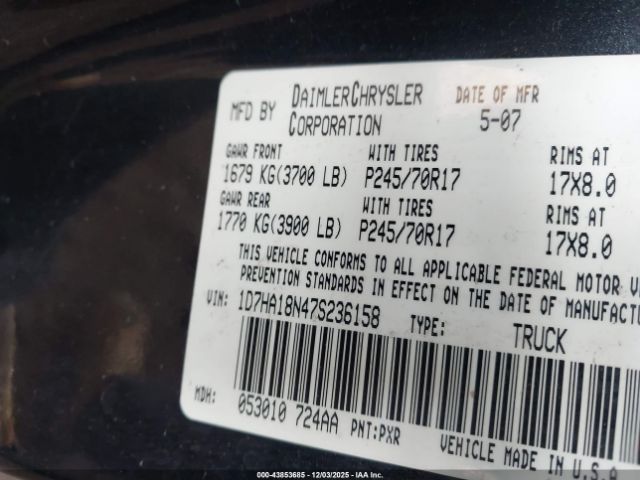 MFD BY DAIMLERCHRYSLER CORPORATION DATE OF MFR 5-07
GAWR FRONT WITH TIRES RIMS AT
1679 KG(3700 LB) P245/70R17 17X8.0
GAWR REAR WITH TIRES RIMS AT
1770 KG(3900 LB) P245/70R17 17X8.0
THIS VEHICLE CONFORMS TO ALL APPLICABLE FEDERAL MOTOR
PREVENTION STANDARDS IN EFFECT ON THE DATE OF
VIN: 1D7HA18N47S236158 TYPE: TRUCK
MDH: 053010 724AA PNT:PXR VEHICLE MADE IN U.S.A
© IAA - 43853685 - 12/03/2025 - IAAI.com